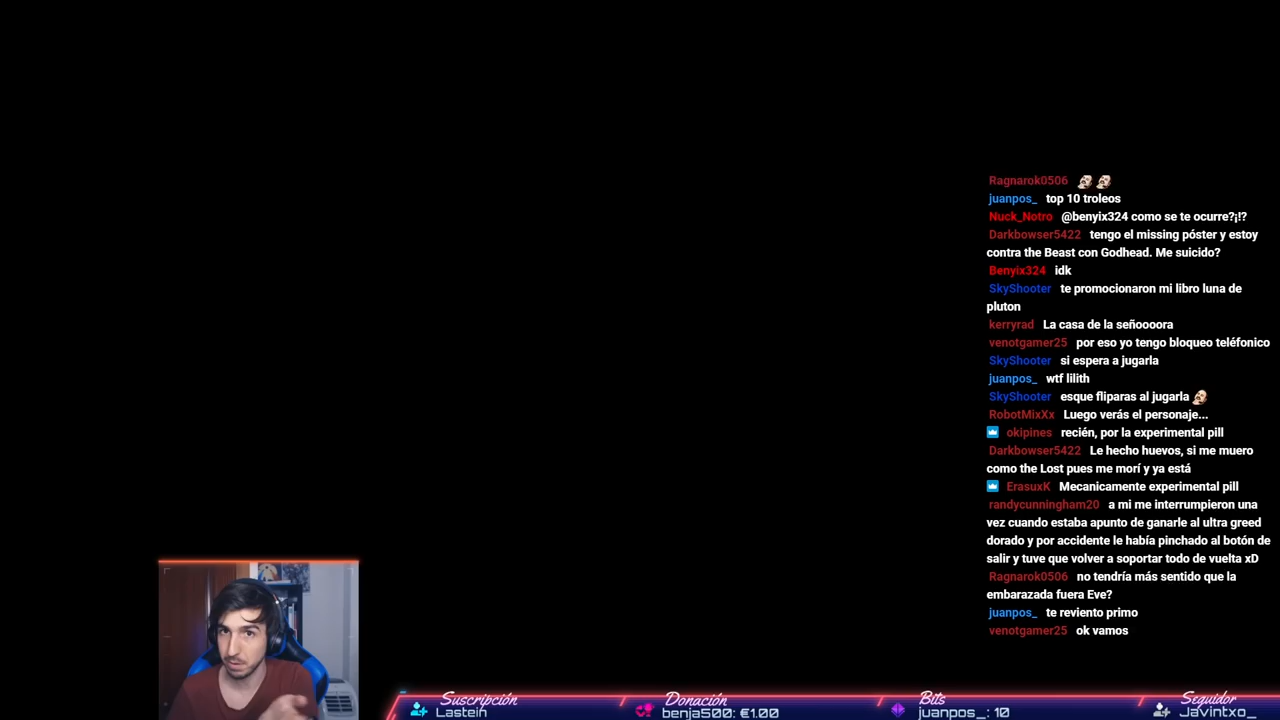 Ragnarok0506
juanpos_ top 10 troleos
Nuck_Notro @benyix324 como se te ocurre?¡!?
Darkbowser5422 tengo el missing póster y estoy
contra the Beast con Godhead. Me suicido?
Benyix324 idk
SkyShooter te promocionaron mi libro luna de
pluton
kerryrad La casa de la señoooora
venotgamer25 por eso yo tengo bloqueo teléfonico
SkyShooter si espera a jugarla
juanpos_ wtf lilith
SkyShooter esque fliparas al jugarla
RobotMixXx Luego verás el personaje...
okipines recién, por la experimental pill
Darkbowser5422 Le hecho huevos, si me muero
como the Lost pues me morí y ya está
ErasuxK Mecanicamente experimental pill
randycunningham20 a mi me interrumpieron una
vez cuando estaba apunto de ganarle al ultra greed
dorado y por accidente le había pinchado al botón de
salir y tuve que volver a soportar todo de vuelta xD
Ragnarok0506 no tendría más sentido que la
embarazada fuera Eve?
juanpos_ te reviento primo
venotgamer25 ok vamos
Suscripción Donación Bits Seguidor
Lastein benja500: €1.00 juanpos_: 10 Javintxo_